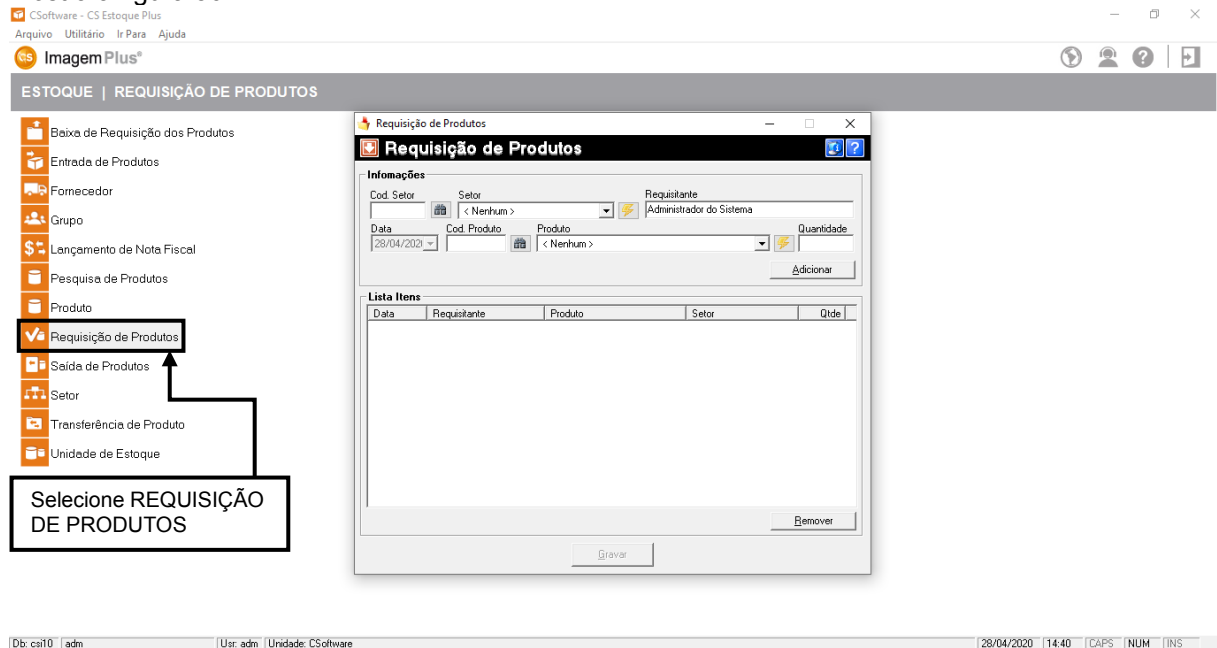 CSoftware - CS Estoque Plus
Arquivo Utilitário Ir Para Ajuda
cis Imagem Plus®
ESTOQUE | REQUISIÇÃO DE PRODUTOS
Baixa de Requisição dos Produtos
Entrada de Produtos
Fornecedor
Grupo
Lançamento de Nota Fiscal
Pesquisa de Produtos
Produto
Requisição de Produtos
Saída de Produtos
Setor
Transferência de Produto
Unidade de Estoque
Selecione REQUISIÇÃO
DE PRODUTOS
Requisição de Produtos
Requisição de Produtos
Infomações
Cod. Setor Setor Requisitante
< Nenhum > Administrador do Sistema
Data Cod. Produto Produto Quantidade
28/04/202 < Nenhum >
Adicionar
Lista Itens
Data Requisitante Produto Setor Qtde
Remover
Gravar
Db: csi10 adm Usr: adm Unidade: CSoftware 28/04/2020 14:40 CAPS NUM INS